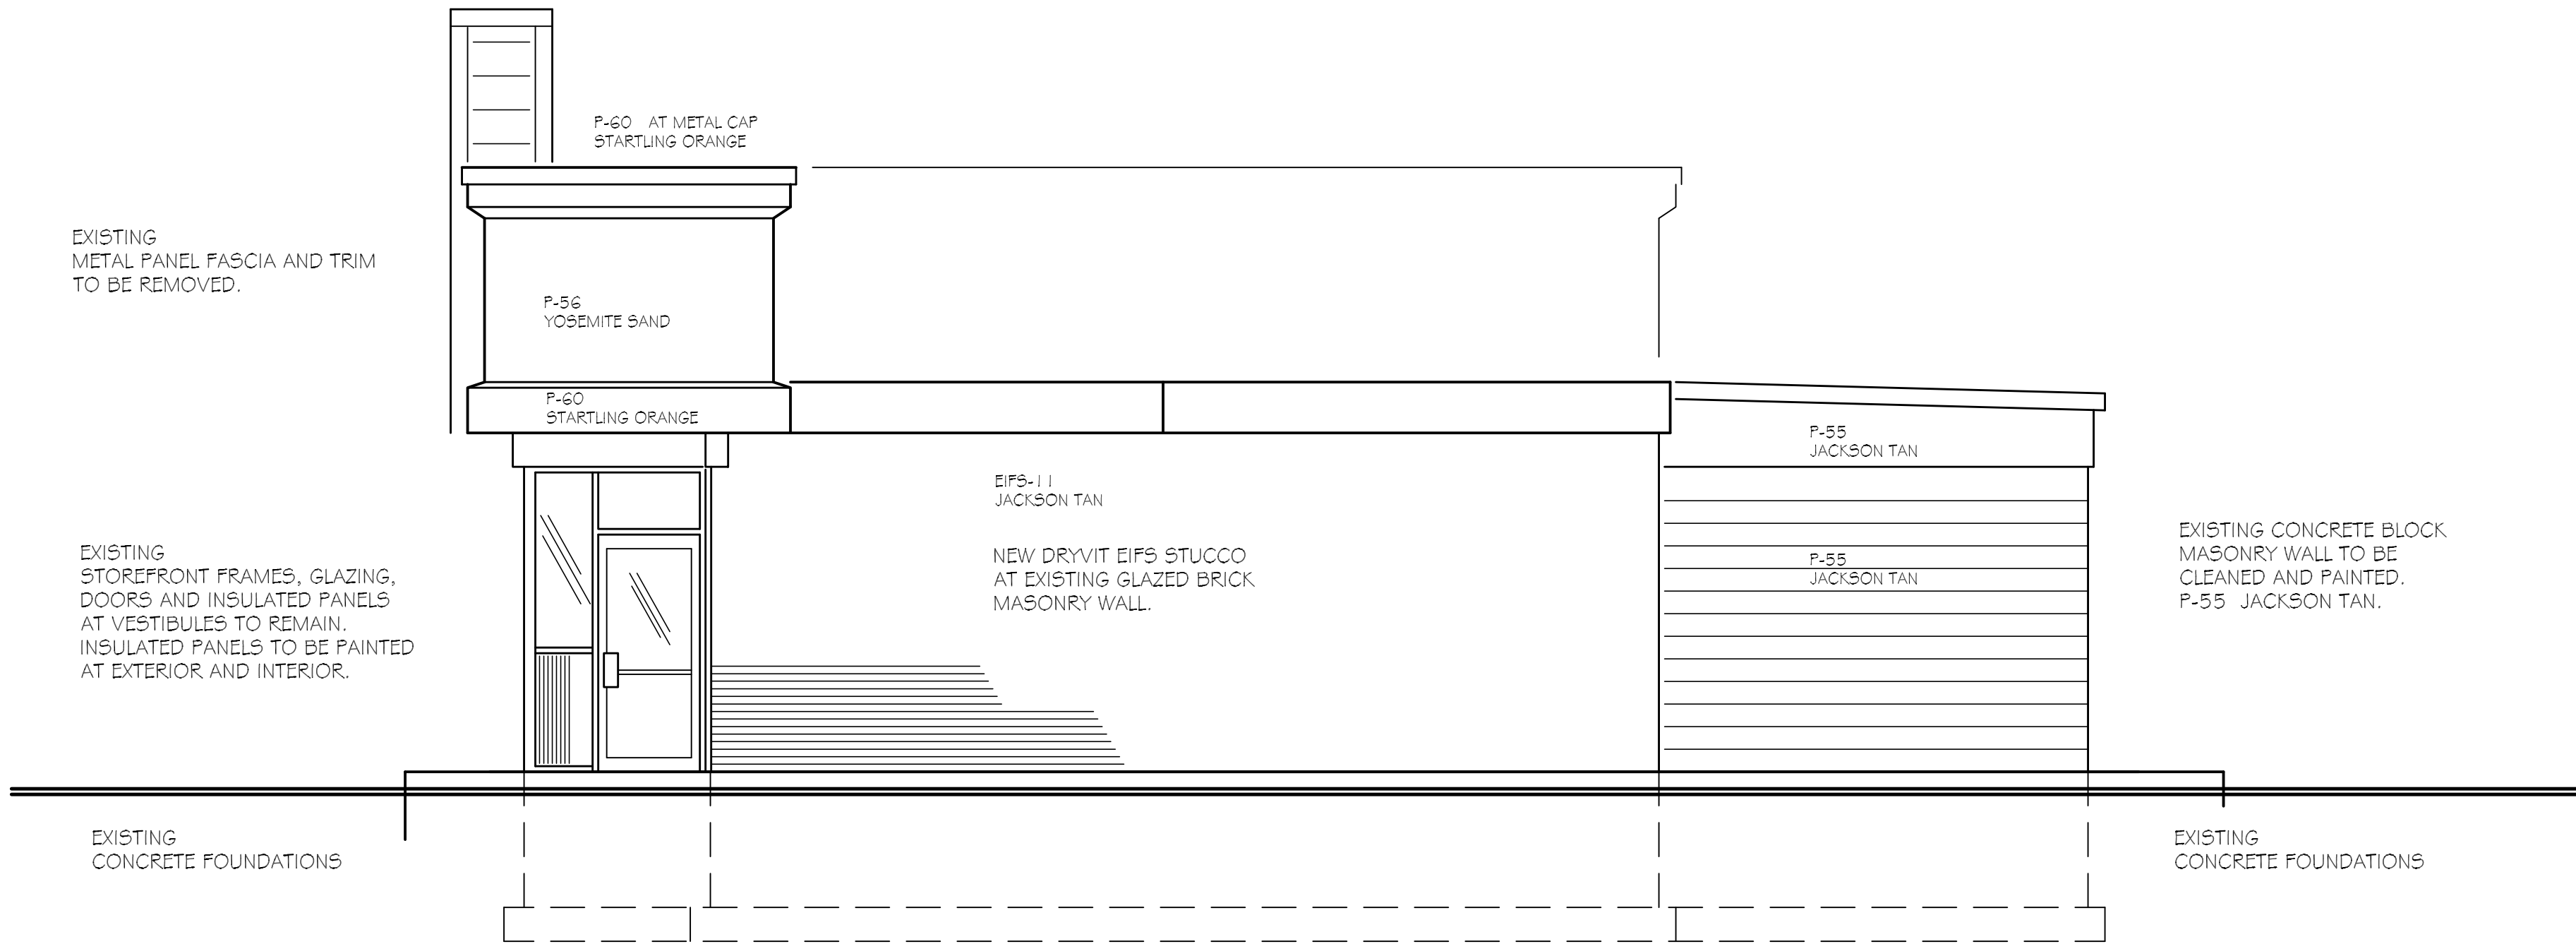 P-60 AT METAL CAP
STARTLING ORANGE
EXISTING
METAL PANEL FASCIA AND TRIM
TO BE REMOVED.
P-56
YOSEMITE SAND
P-60
STARTLING ORANGE
P-55
JACKSON TAN
EIFS-11
JACKSON TAN
NEW DRYVIT EIFS STUCCO
AT EXISTING GLAZED BRICK
MASONRY WALL.
P-55
JACKSON TAN
EXISTING CONCRETE BLOCK
MASONRY WALL TO BE
CLEANED AND PAINTED.
P-55 JACKSON TAN.
EXISTING
STOREFRONT FRAMES, GLAZING,
DOORS AND INSULATED PANELS
AT VESTIBULES TO REMAIN.
INSULATED PANELS TO BE PAINTED
AT EXTERIOR AND INTERIOR.
EXISTING
CONCRETE FOUNDATIONS
EXISTING
CONCRETE FOUNDATIONS